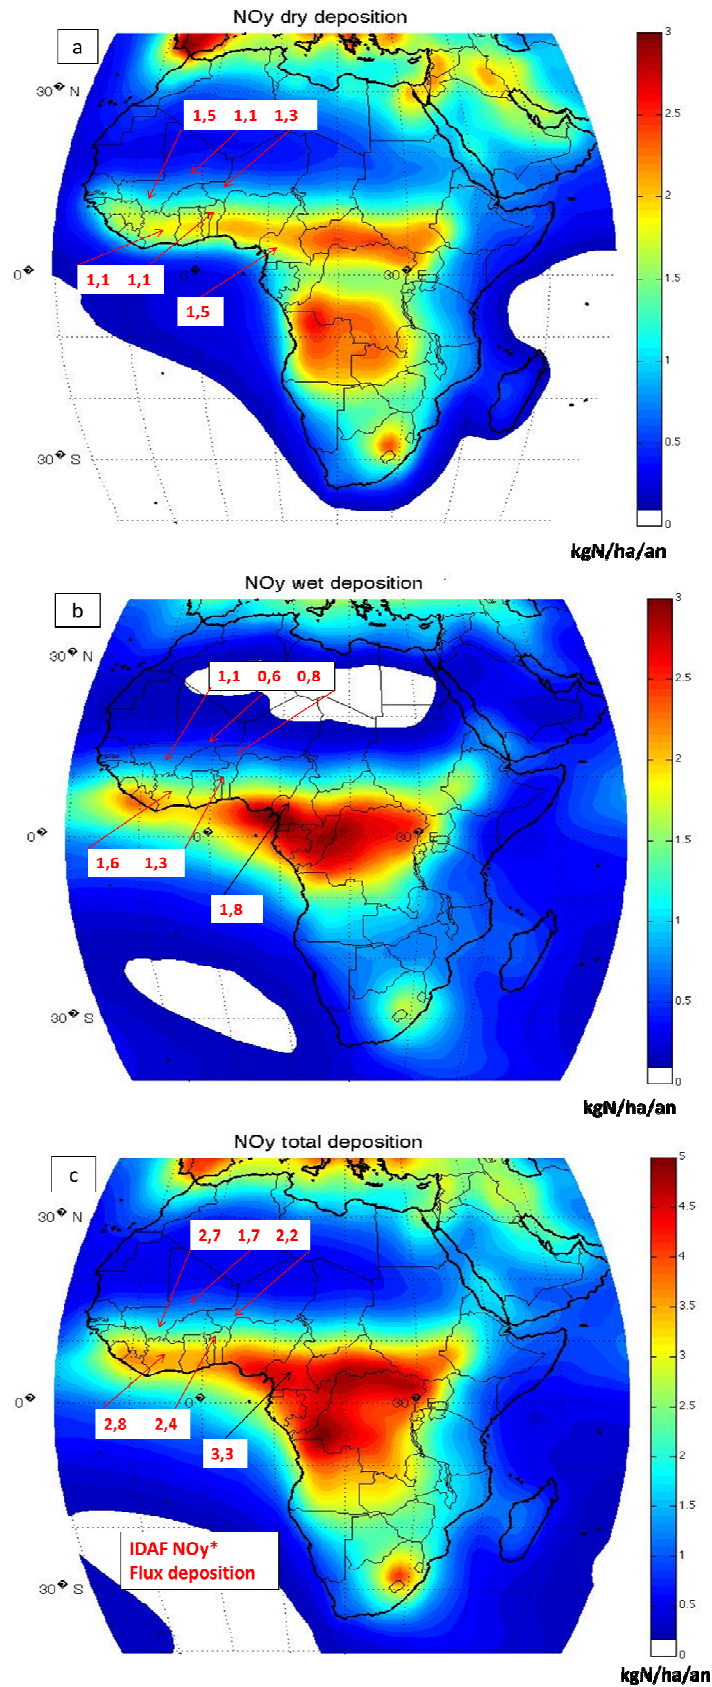 NOy dry deposition
a
3
30� N
2.5
1,5 1,1 1,3
2
1,1 1,1
0�
0�
30� E
1.5
1,5
1
0.5
30� S
0
kgN/ha/an
NOy wet deposition
b
3
30� N
2.5
1,1 0,6 0,8
2
0�
0�
30� E
1.5
1,6 1,3
1,8
1
0.5
30� S
0
kgN/ha/an
NOy total deposition
c
5
4.5
30� N
4
2,7 1,7 2,2
3.5
3
0�
0�
30� E
2.5
2,8 2,4
3,3
2
1.5
IDAF NOy*
Flux deposition
1
30� S
0.5
0
kgN/ha/an